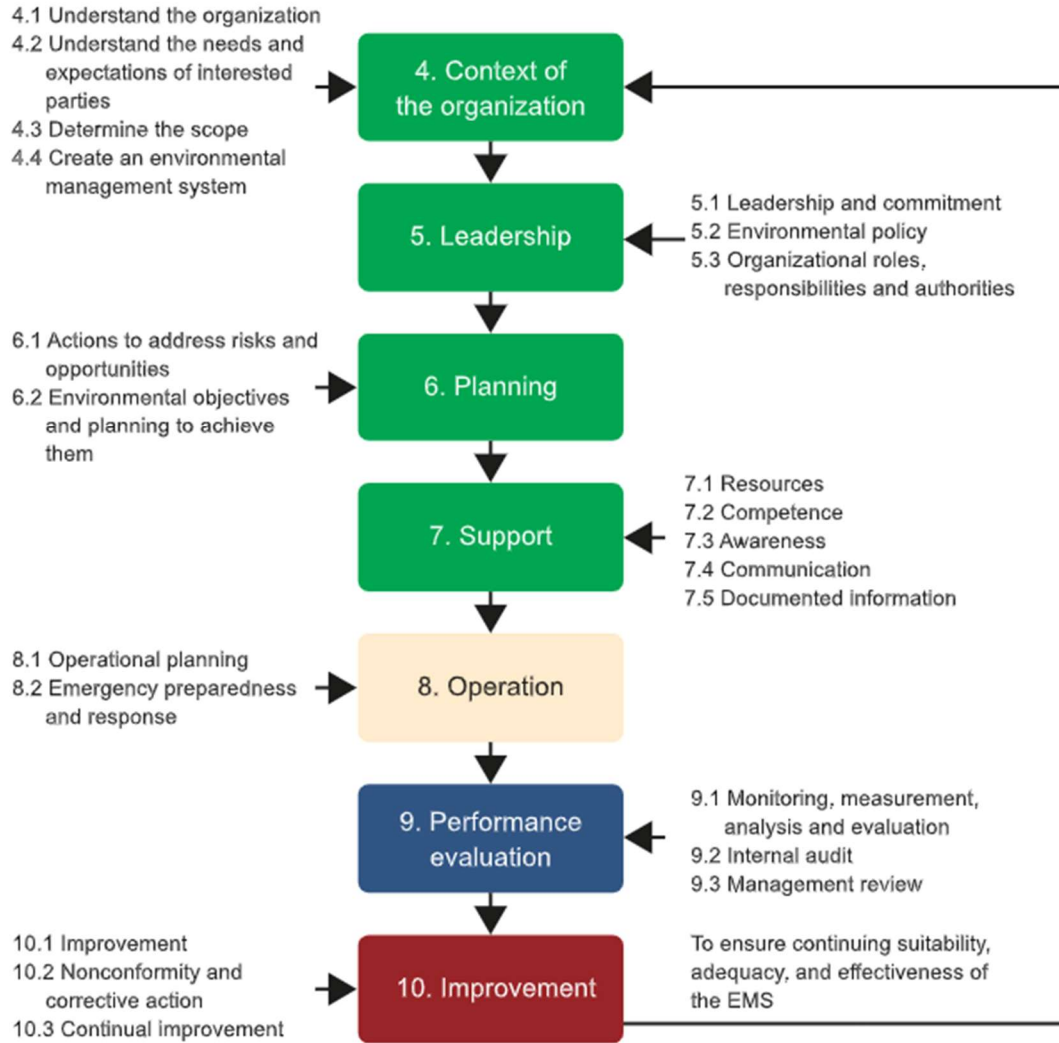 4.1 Understand the organization
4.2 Understand the needs and
expectations of interested
parties
4.3 Determine the scope
4.4 Create an environmental
management system
4. Context of
the organization
5. Leadership
5.1 Leadership and commitment
5.2 Environmental policy
5.3 Organizational roles,
responsibilities and authorities
6.1 Actions to address risks and
opportunities
6.2 Environmental objectives
and planning to achieve
them
6. Planning
7. Support
7.1 Resources
7.2 Competence
7.3 Awareness
7.4 Communication
7.5 Documented information
8.1 Operational planning
8.2 Emergency preparedness
and response
8. Operation
9. Performance
evaluation
9.1 Monitoring, measurement,
analysis and evaluation
9.2 Internal audit
9.3 Management review
10.1 Improvement
10.2 Nonconformity and
corrective action
10.3 Continual improvement
10. Improvement
To ensure continuing suitability,
adequacy, and effectiveness of
the EMS